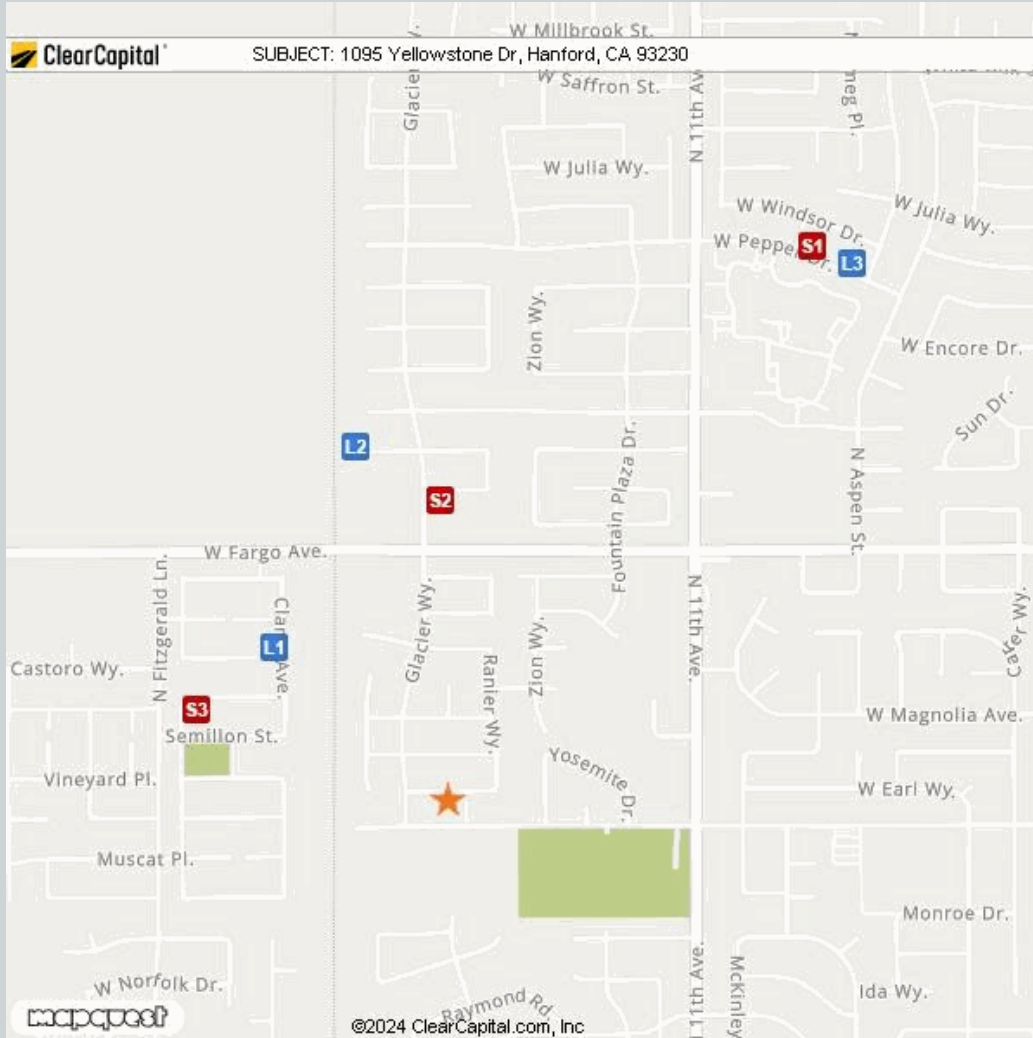 W Millbrook St.
ClearCapital
SUBJECT: 1095 Yellowstone Dr, Hanford, CA 93230
W Saffron St.
Glacier
N 11th Av
meg Pl.
W Julia Wy.
W Windsor Dr.
W Julia Wy.
W Pepper Dr.
S1
L3
Zion Wy.
W Encore Dr.
Sun Dr.
L2
Fountain Plaza Dr.
N Aspen St.
S2
W Fargo Ave.
N Fitzgerald Ln.
Glacier Wy.
N 11th Ave.
L1
Ave.
Zion Wy.
Ranier Wy.
Castoro Wy.
S3
W Magnolia Ave.
Semillon St.
Vineyard Pl.
Yosemite Dr.
W Earl Wy.
Muscat Pl.
Monroe Dr.
11th Ave.
McKinley
W Norfolk Dr.
Ida Wy.
Raymond Rd.
mapquest
©2024 ClearCapital.com, Inc